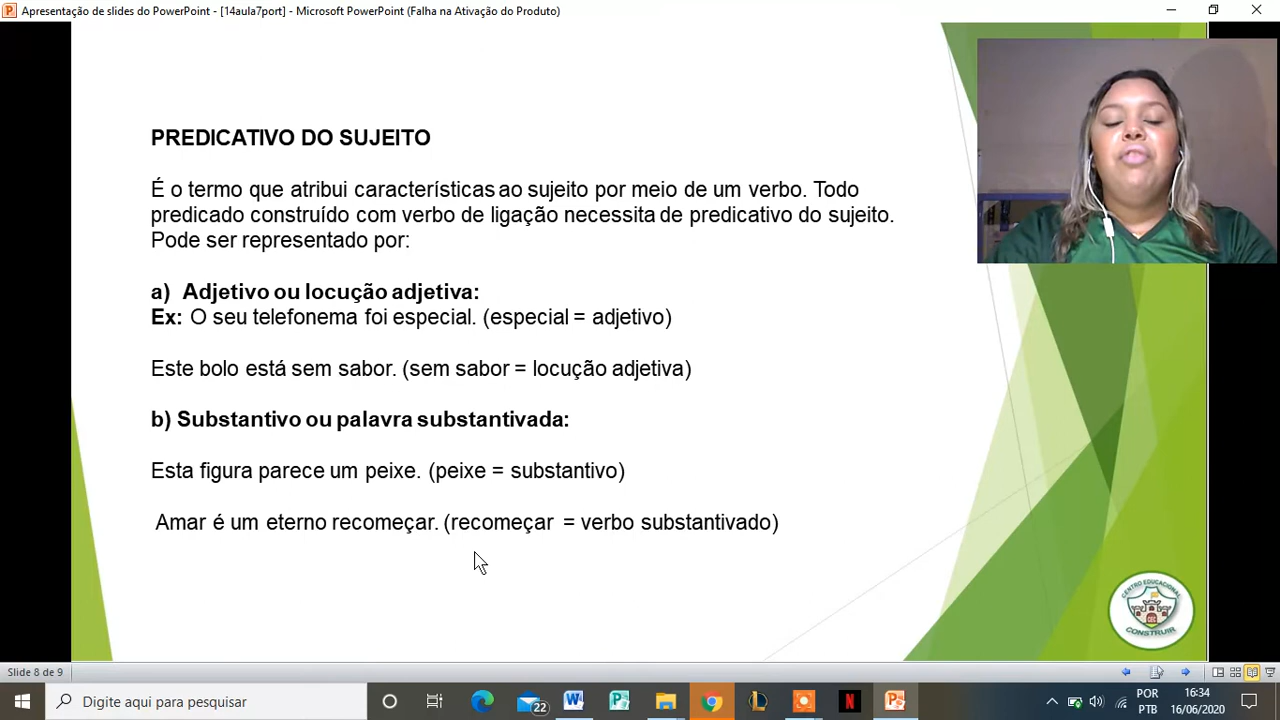 Apresentação de slides do PowerPoint - [14aula7port] - Microsoft PowerPoint (Falha na Ativação do Produto)
PREDICATIVO DO SUJEITO
É o termo que atribui características ao sujeito por meio de um verbo. Todo
predicado construído com verbo de ligação necessita de predicativo do sujeito.
Pode ser representado por:
a) Adjetivo ou locução adjetiva:
Ex: O seu telefonema foi especial. (especial = adjetivo)
Este bolo está sem sabor. (sem sabor = locução adjetiva)
b) Substantivo ou palavra substantivada:
Esta figura parece um peixe. (peixe = substantivo)
Amar é um eterno recomeçar. (recomeçar = verbo substantivado)
CENTRO EDUCACIONAL
CEC
CONSTRUIR
Slide 8 de 9
Digite aqui para pesquisar
22
POR
PTB
16:34
16/06/2020